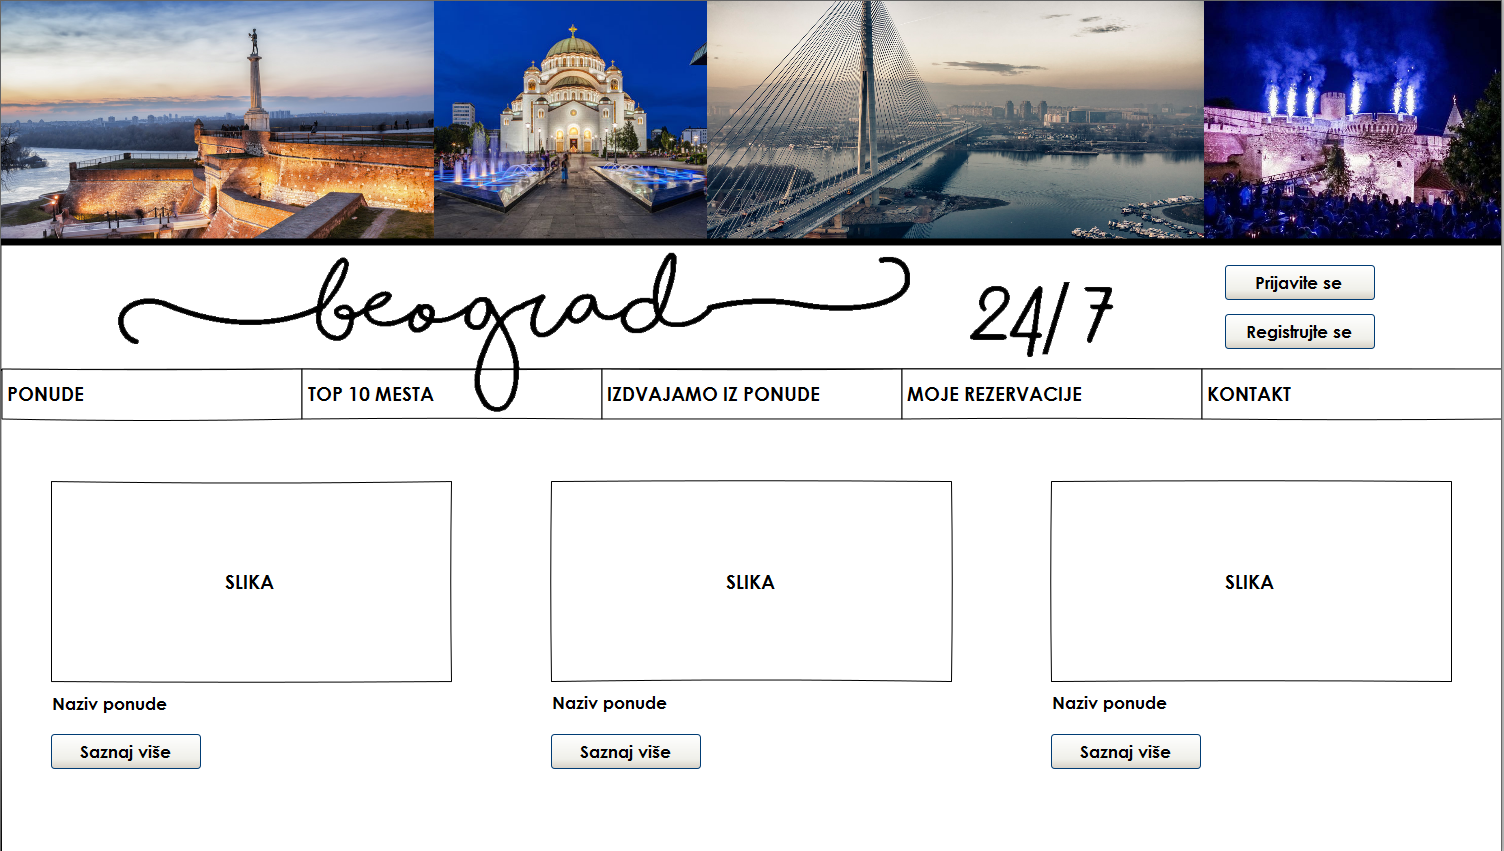 beograd 24/7
Prijavite se
Registrujte se
PONUDE
TOP 10 MESTA
IZDVAJAMO IZ PONUDE
MOJE REZERVACIJE
KONTAKT
SLIKA
SLIKA
SLIKA
Naziv ponude
Naziv ponude
Naziv ponude
Saznaj više
Saznaj više
Saznaj više